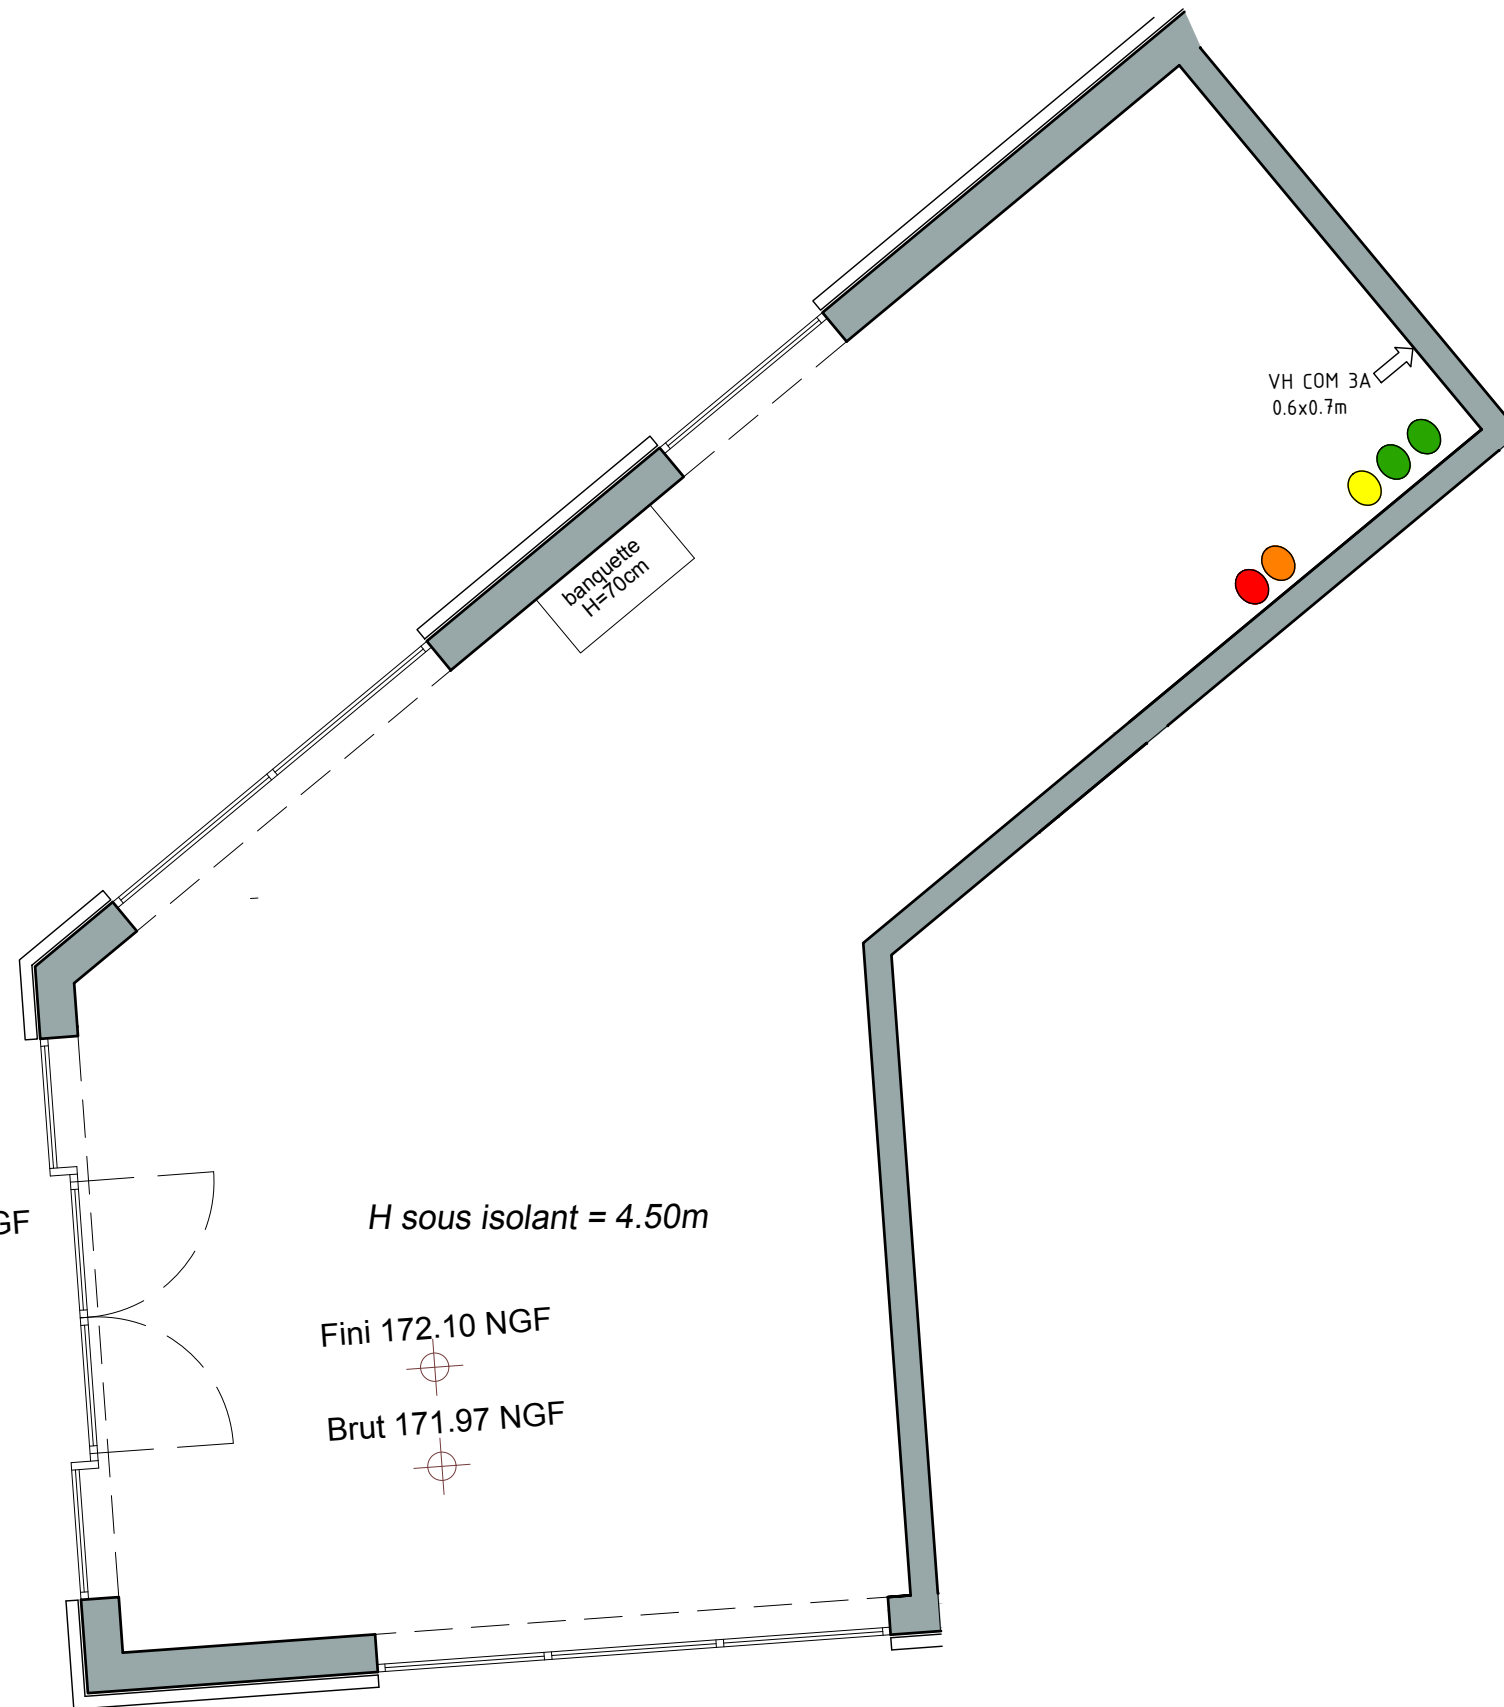 VH COM 3A
0.6x0.7m
banquette
H=70cm
GF
H sous isolant = 4.50m
Fini 172.10 NGF
Brut 171.97 NGF